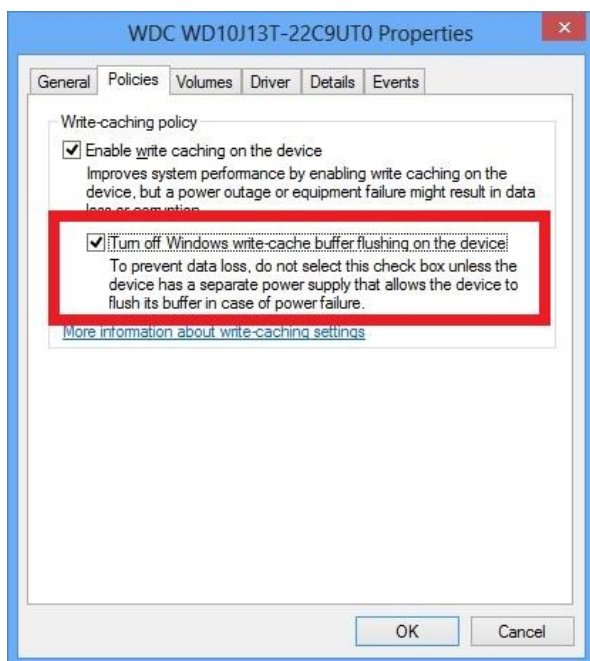 WDC WD10J13T-22C9UT0 Properties
General Policies Volumes Driver Details Events
Write-caching policy
Enable write caching on the device
Improves system performance by enabling write caching on the
device, but a power outage or equipment failure might result in data
loss or corruption.
Turn off Windows write-cache buffer flushing on the device
To prevent data loss, do not select this check box unless the
device has a separate power supply that allows the device to
flush its buffer in case of power failure.
More information about write-caching settings
OK Cancel